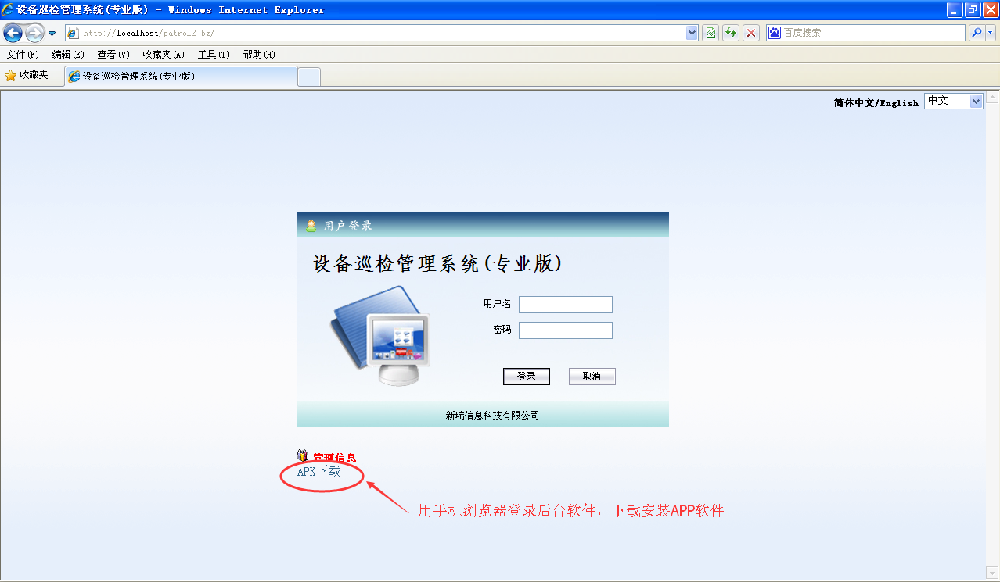 设备巡检管理系统(专业版) - Windows Internet Explorer
http://localhost/patrol2_bz/
百度搜索
文件(F) 编辑(E) 查看(V) 收藏夹(A) 工具(T) 帮助(H)
收藏夹
设备巡检管理系统(专业版)
简体中文/English 中文
用户登录
设备巡检管理系统(专业版)
用户名
密码
登录 取消
新瑞信息科技有限公司
管理信息
APK下载
用手机浏览器登录后台软件，下载安装APP软件